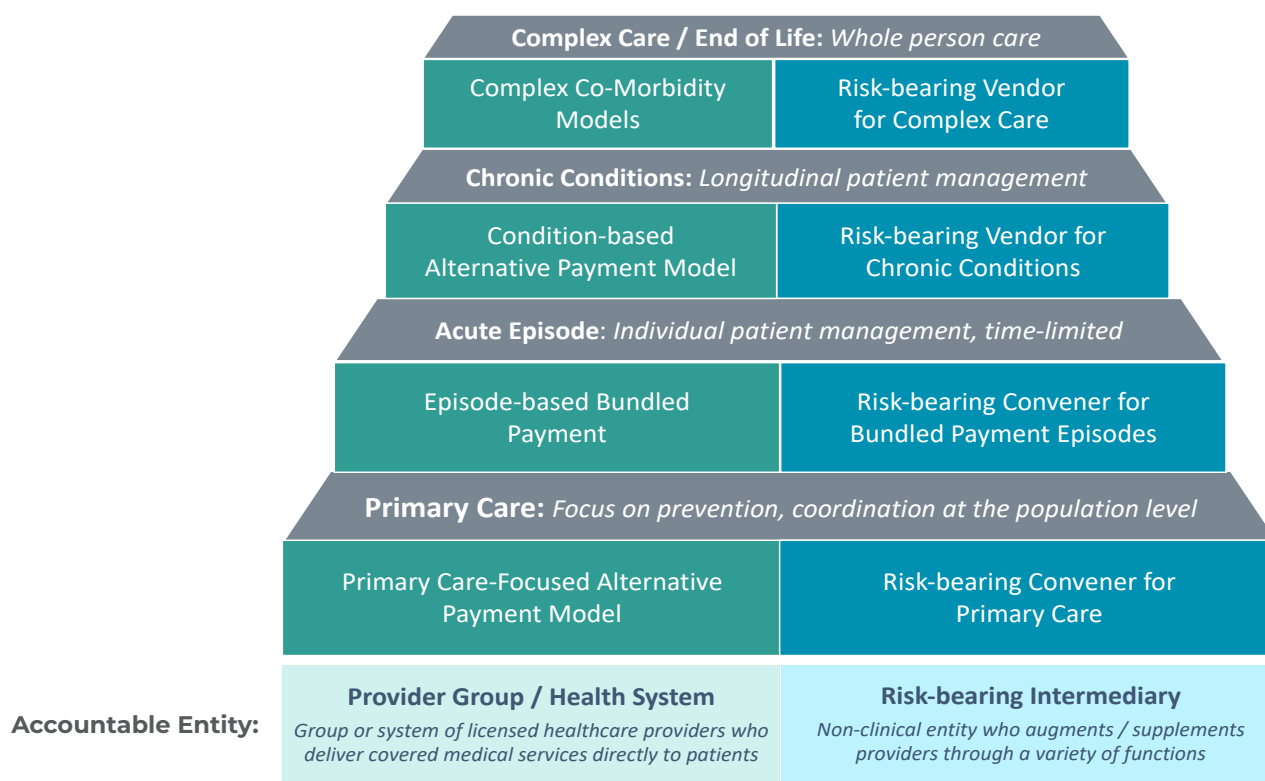 Complex Care / End of Life: Whole person care
Complex Co-Morbidity
Models
Risk-bearing Vendor
for Complex Care
Chronic Conditions: Longitudinal patient management
Condition-based
Alternative Payment Model
Risk-bearing Vendor for
Chronic Conditions
Acute Episode: Individual patient management, time-limited
Episode-based Bundled
Payment
Risk-bearing Convener for
Bundled Payment Episodes
Primary Care: Focus on prevention, coordination at the population level
Primary Care-Focused Alternative
Payment Model
Risk-bearing Convener for
Primary Care
Accountable Entity:
Provider Group / Health System
Group or system of licensed healthcare providers who
deliver covered medical services directly to patients
Risk-bearing Intermediary
Non-clinical entity who augments / supplements
providers through a variety of functions